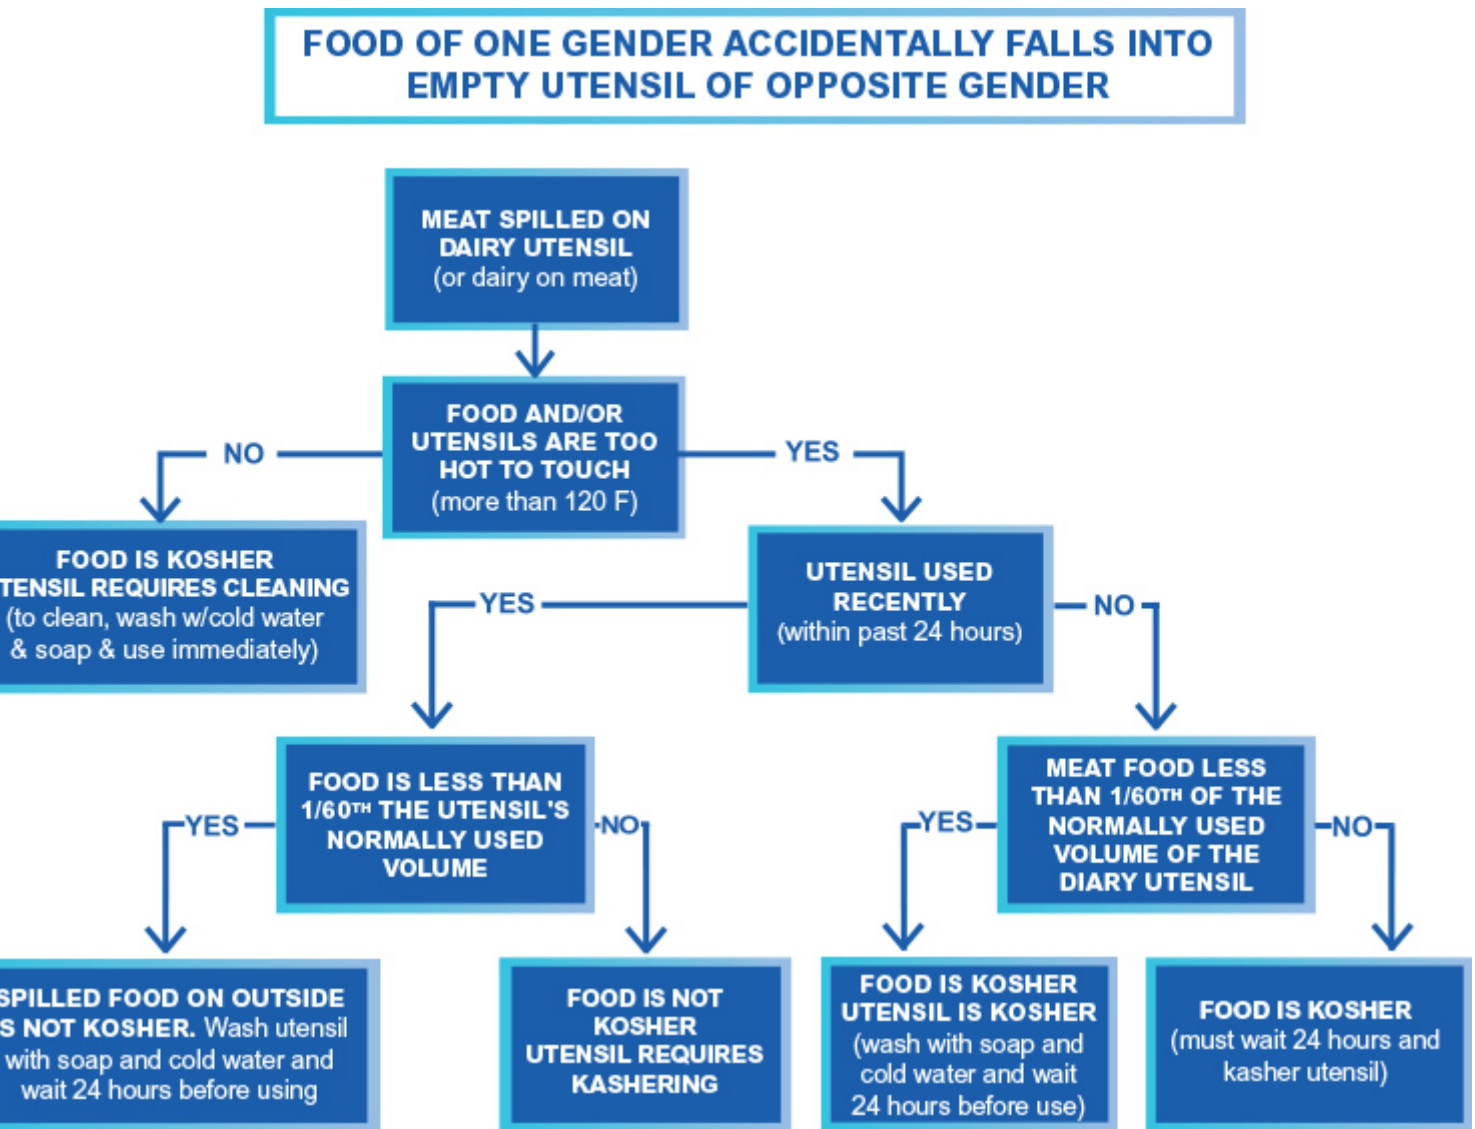 FOOD OF ONE GENDER ACCIDENTALLY FALLS INTO
EMPTY UTENSIL OF OPPOSITE GENDER
MEAT SPILLED ON
DAIRY UTENSIL
(or dairy on meat)
FOOD AND/OR
UTENSILS ARE TOO
HOT TO TOUCH
(more than 120 F)
NO
YES
FOOD IS KOSHER
TENSIL REQUIRES CLEANING
(to clean, wash w/cold water
& soap & use immediately)
UTENSIL USED
RECENTLY
(within past 24 hours)
YES
NO
FOOD IS LESS THAN
1/60TH THE UTENSIL'S
NORMALLY USED
VOLUME
MEAT FOOD LESS
THAN 1/60TH OF THE
NORMALLY USED
VOLUME OF THE
DIARY UTENSIL
YES
NO
YES
NO
SPILLED FOOD ON OUTSIDE
S NOT KOSHER. Wash utensil
with soap and cold water and
wait 24 hours before using
FOOD IS NOT
KOSHER
UTENSIL REQUIRES
KASHERING
FOOD IS KOSHER
UTENSIL IS KOSHER
(wash with soap and
cold water and wait
24 hours before use)
FOOD IS KOSHER
(must wait 24 hours and
kasher utensil)